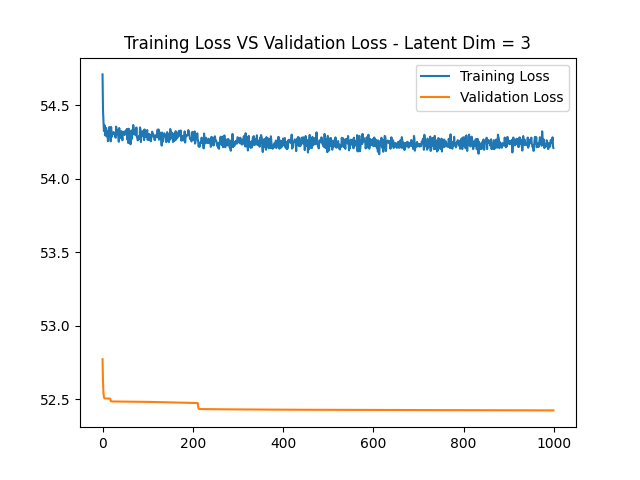 Training Loss VS Validation Loss - Latent Dim = 3
Training Loss
Validation Loss
54.5
54.0
53.5
53.0
52.5
0 200 400 600 800 1000